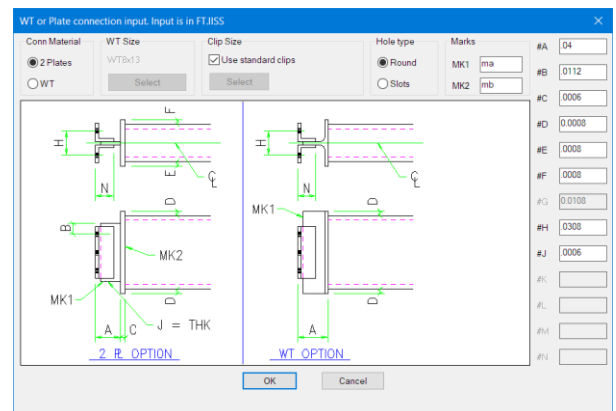 WT or Plate connection input. Input is in FT.IISS
Conn Material
2 Plates
WT
WT Size
WT8x13
Select
Clip Size
Use standard clips
Select
Hole type
Round
Slots
Marks
MK1 ma
MK2 mb
#A .04
#B .0112
#C .0006
#D 0.0008
#E .0008
#F .0008
#G 0.0108
#H .0308
#J .0006
#K
#L
#M
#N
H
F
E
N
B
D
MK2
MK1
D
A
C
J = THK
2 PL OPTION
H
N
MK1
D
D
A
WT OPTION
OK
Cancel